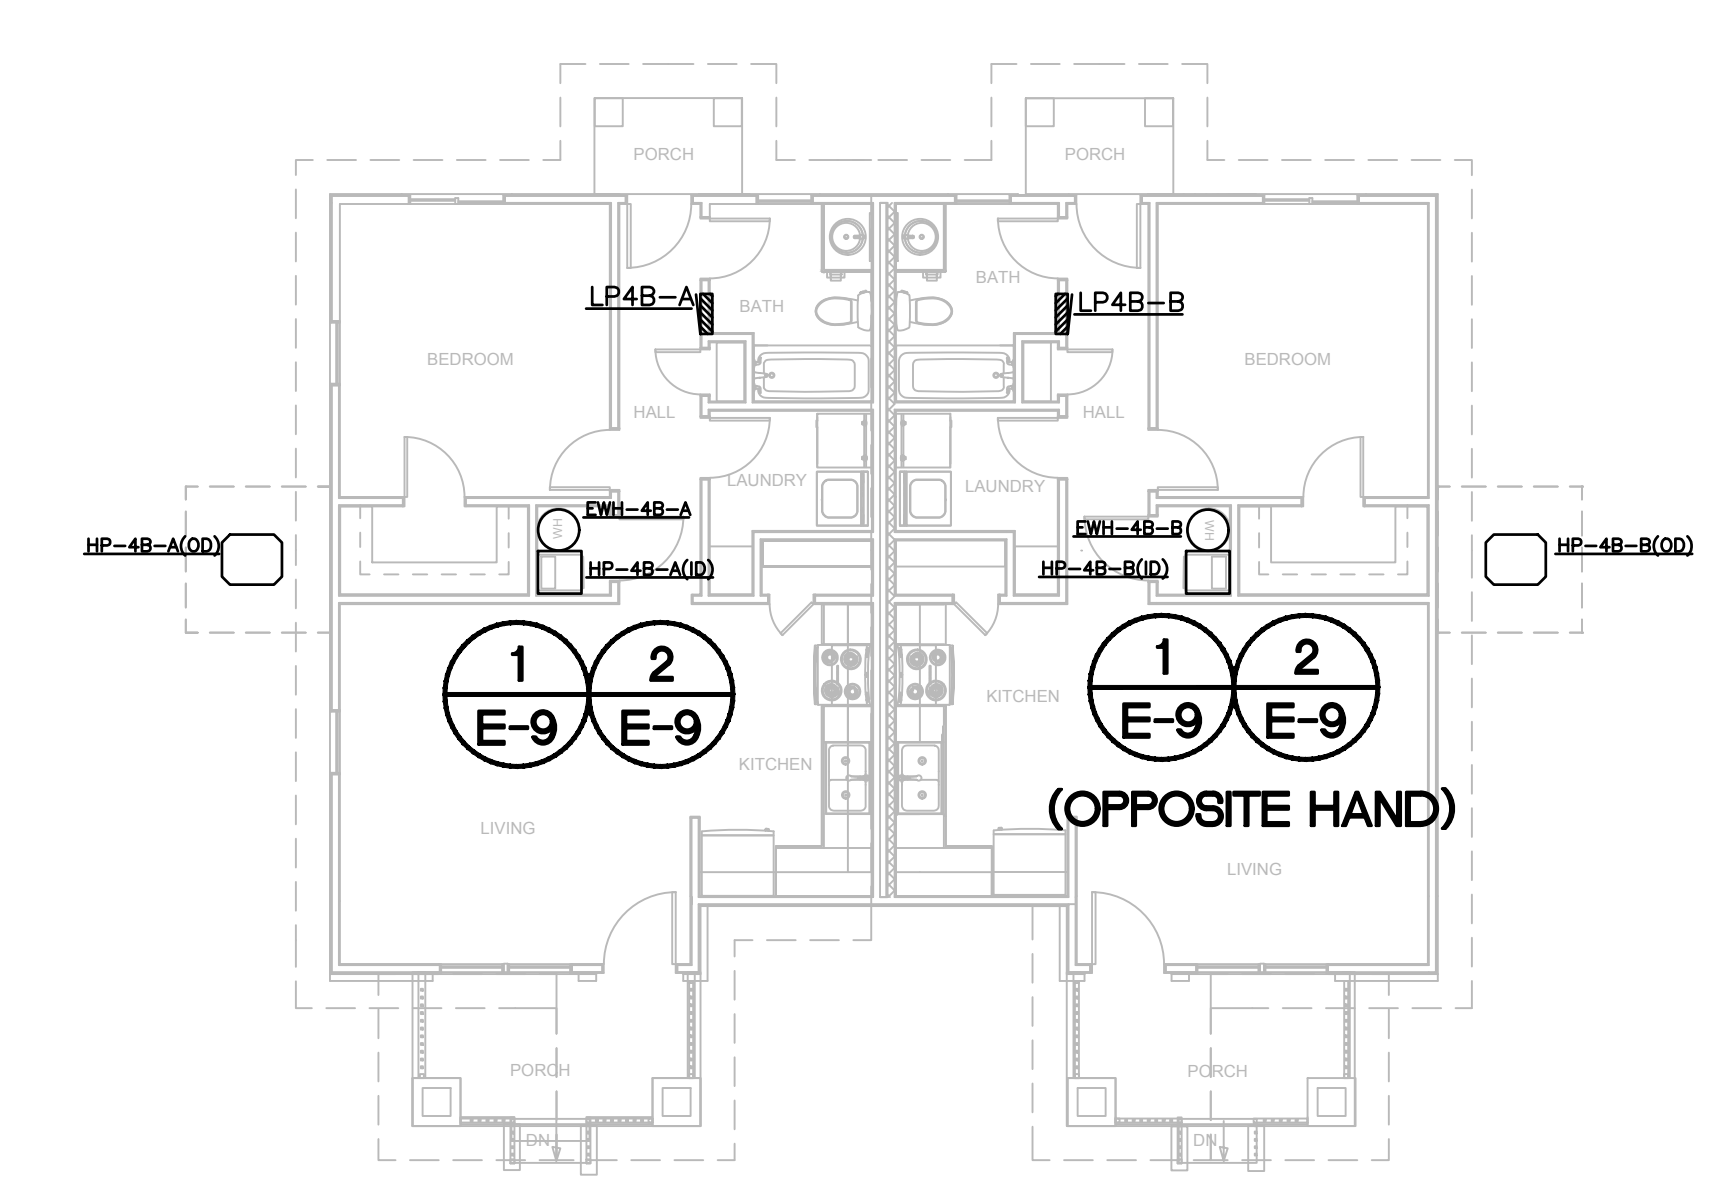 PORCH PORCH
BATH
LP4B-A BATH LP4B-B
BEDROOM BEDROOM
HALL HALL
LAUNDRY LAUNDRY
EWH-4B-A WH EWH-4B-B WH
HP-4B-A(OD) HP-4B-A(ID) HP-4B-B(ID) HP-4B-B(OD)
1 2 1 2
E-9 E-9 E-9 E-9
KITCHEN
KITCHEN
(OPPOSITE HAND)
LIVING
LIVING
PORCH PORCH
DN DN